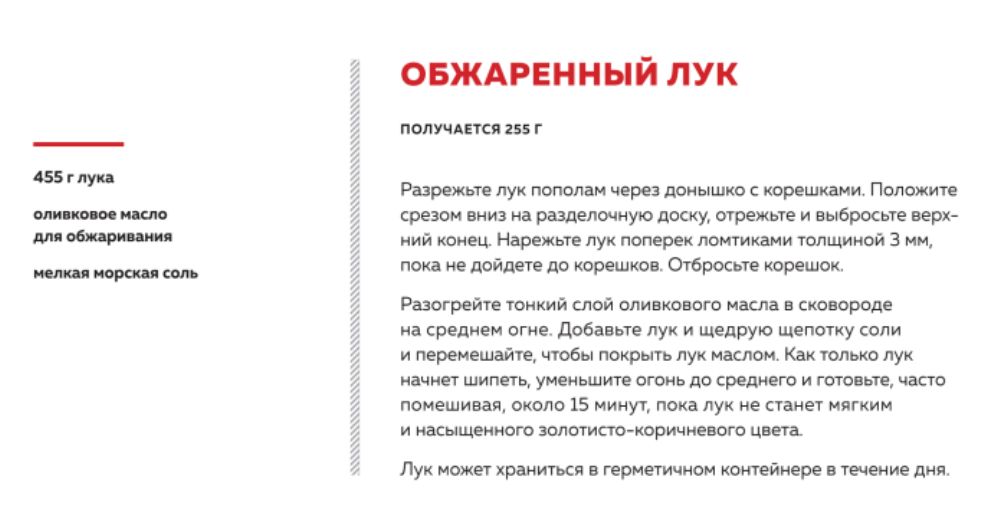 ОБЖАРЕННЫЙ ЛУК
ПОЛУЧАЕТСЯ 255 Г
455 г лука
оливковое масло
для обжаривания
мелкая морская соль
Разрежьте лук пополам через донышко с корешками. Положите
срезом вниз на разделочную доску, отрежьте и выбросьте верх-
ний конец. Нарежьте лук поперек ломтиками толщиной 3 мм,
пока не дойдете до корешков. Отбросьте корешок.
Разогрейте тонкий слой оливкового масла в сковороде
на среднем огне. Добавьте лук и щедрую щепотку соли
и перемешайте, чтобы покрыть лук маслом. Как только лук
начнет шипеть, уменьшите огонь до среднего и готовьте, часто
помешивая, около 15 минут, пока лук не станет мягким
и насыщенного золотисто-коричневого цвета.
Лук может храниться в герметичном контейнере в течение дня.